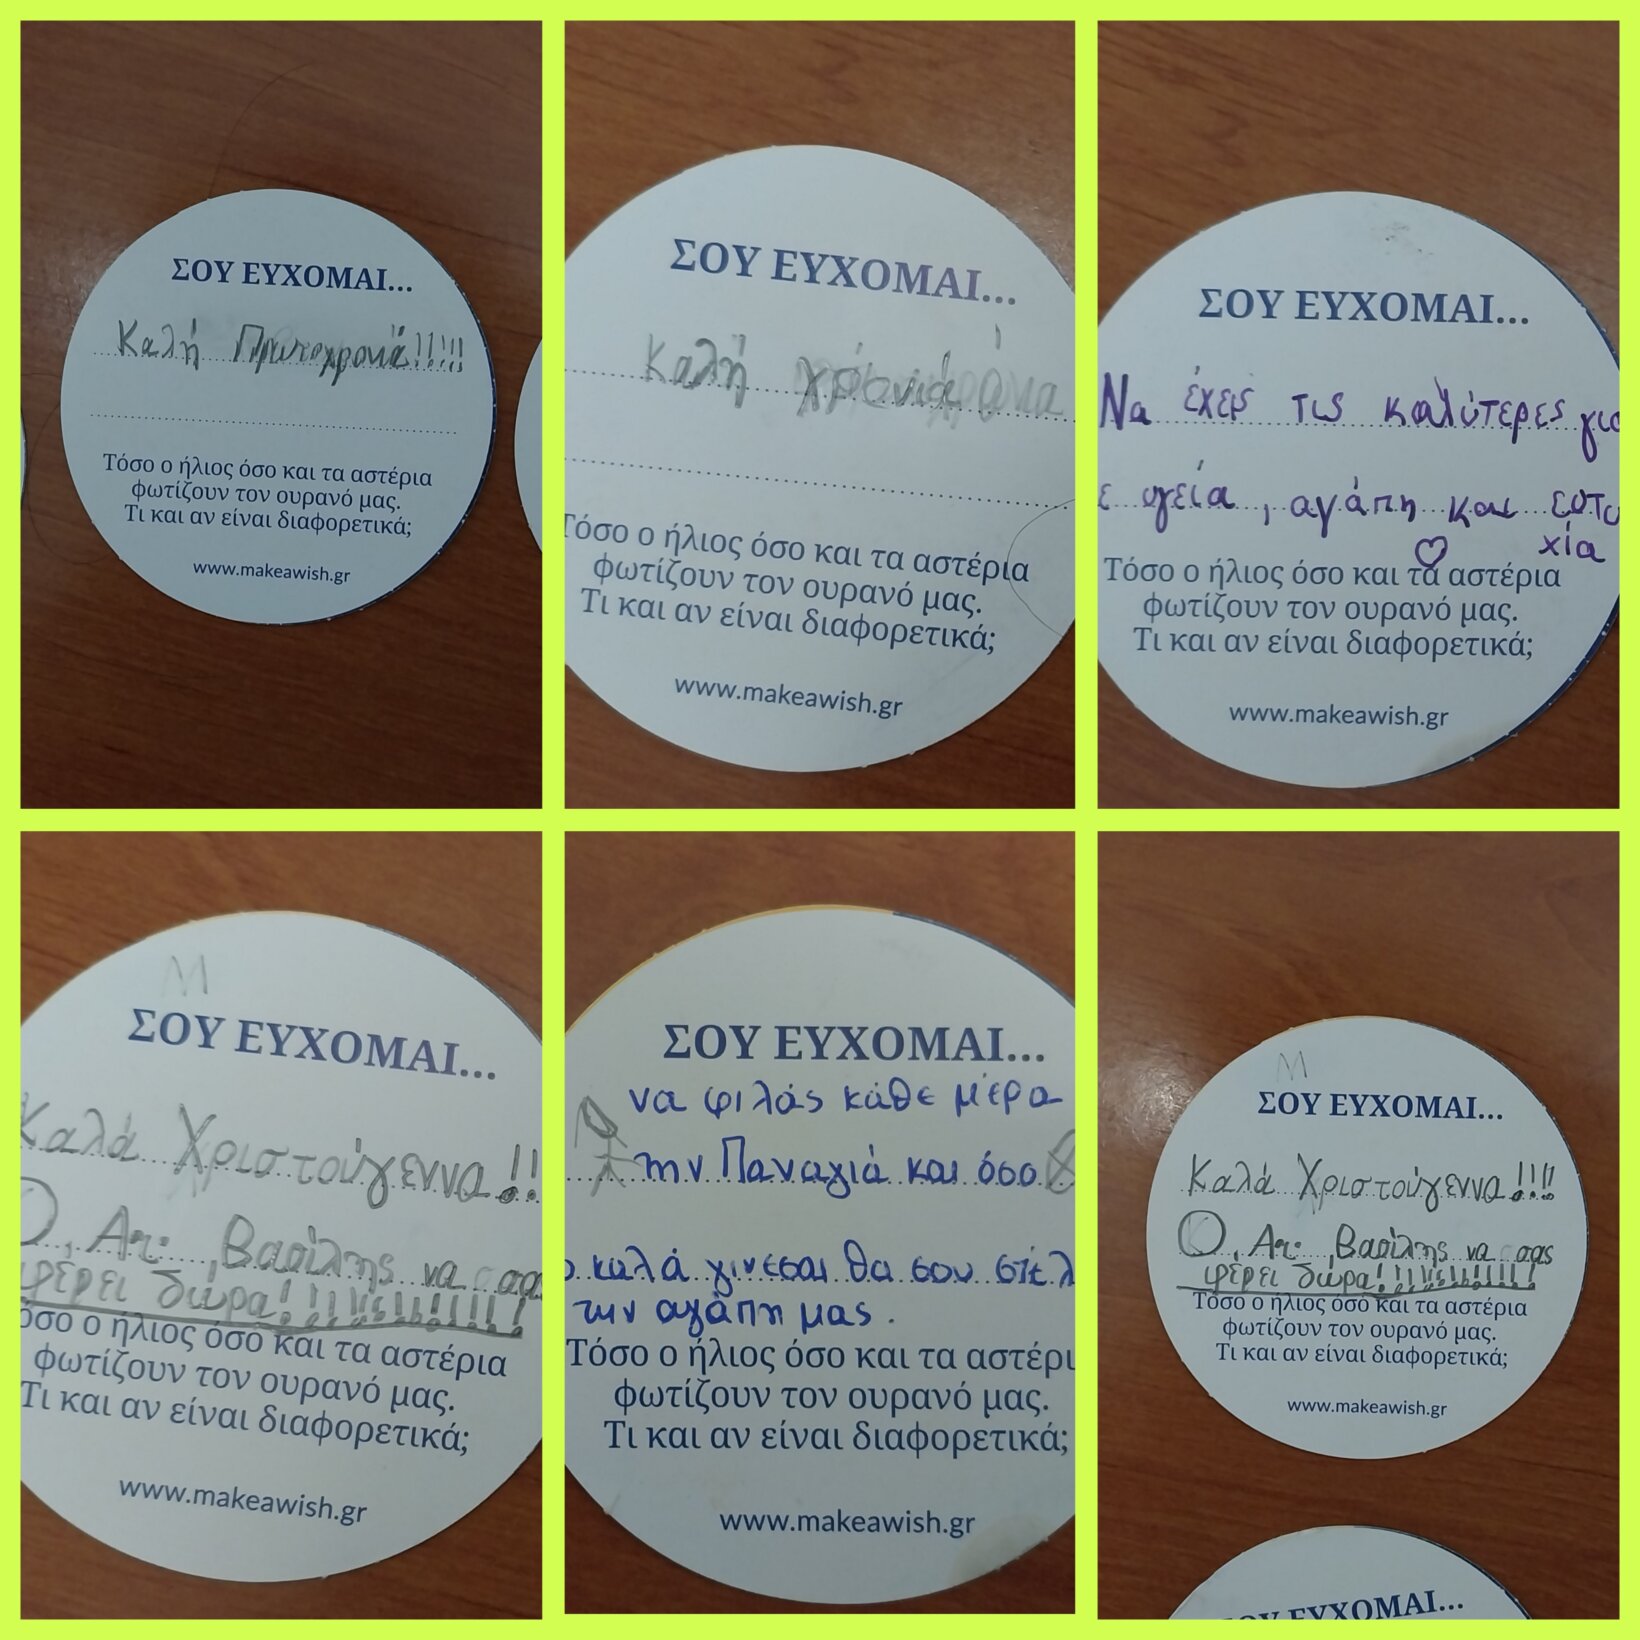 ΣΟΥ ΕΥΧΟΜΑΙ...
Καλή Πρωτοχρονιά!!!!!
Τόσο ο ήλιος όσο και τα αστέρια
φωτίζουν τον ουρανό μας.
Τι και αν είναι διαφορετικά;
www.makeawish.gr
ΣΟΥ ΕΥΧΟΜΑΙ...
Καλή χρόνιά
Τόσο ο ήλιος όσο και τα αστέρια
φωτίζουν τον ουρανό μας.
Τι και αν είναι διαφορετικά;
www.makeawish.gr
ΣΟΥ ΕΥΧΟΜΑΙ...
Να έχεις τις καλύτερες
υγεία, αγάπη και ευτυ
χία
Τόσο ο ήλιος όσο και τα αστέρια
φωτίζουν τον ουρανό μας.
Τι και αν είναι διαφορετικά;
www.makeawish.gr
Μ
ΣΟΥ ΕΥΧΟΜΑΙ...
Καλά Χριστούγεννα!!
Ο, Αη. Βασίλης να σας
φέρει δώρα!!!!!!!!!!!
όσο ο ήλιος όσο και τα αστέρια
φωτίζουν τον ουρανό μας.
Τι και αν είναι διαφορετικά;
www.makeawish.gr
ΣΟΥ ΕΥΧΟΜΑΙ...
να φιλάς κάθε μέρα
την Παναγιά και όσο
ο καλά γινεσαι θα σου στέλ
την αγάπη μας.
Τόσο ο ήλιος όσο και τα αστέρι
φωτίζουν τον ουρανό μας.
Τι και αν είναι διαφορετικά;
www.makeawish.gr
Μ
ΣΟΥ ΕΥΧΟΜΑΙ...
Καλά Χριστούγεννα!!!!
Ο, Αη. Βασίλης να σας
φέρει δώρα!!!!!!!!!!!!
Τόσο ο ήλιος όσο και τα αστέρια
φωτίζουν τον ουρανό μας.
Τι και αν είναι διαφορετικά;
www.makeawish.gr
ΣΟΥ ΕΥΧΟΜΑΙ...